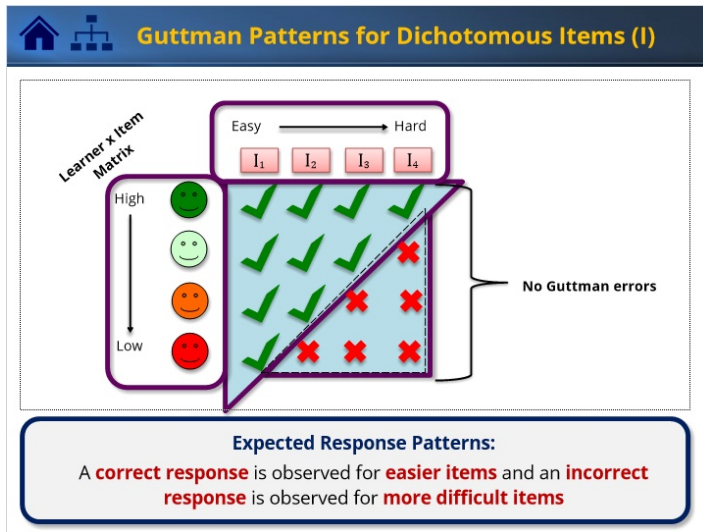 Guttman Patterns for Dichotomous Items (I)
Learner x Item
Matrix
Easy Hard
I₁ I₂ I₃ I₄
High
Low
No Guttman errors
Expected Response Patterns:
A correct response is observed for easier items and an incorrect
response is observed for more difficult items